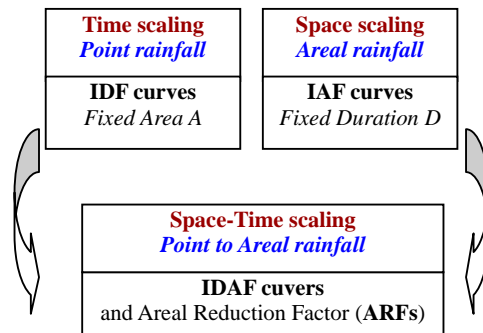 Time scaling
Point rainfall
IDF curves
Fixed Area A
Space scaling
Areal rainfall
IAF curves
Fixed Duration D
Space-Time scaling
Point to Areal rainfall
IDAF cuvers
and Areal Reduction Factor (ARFs)